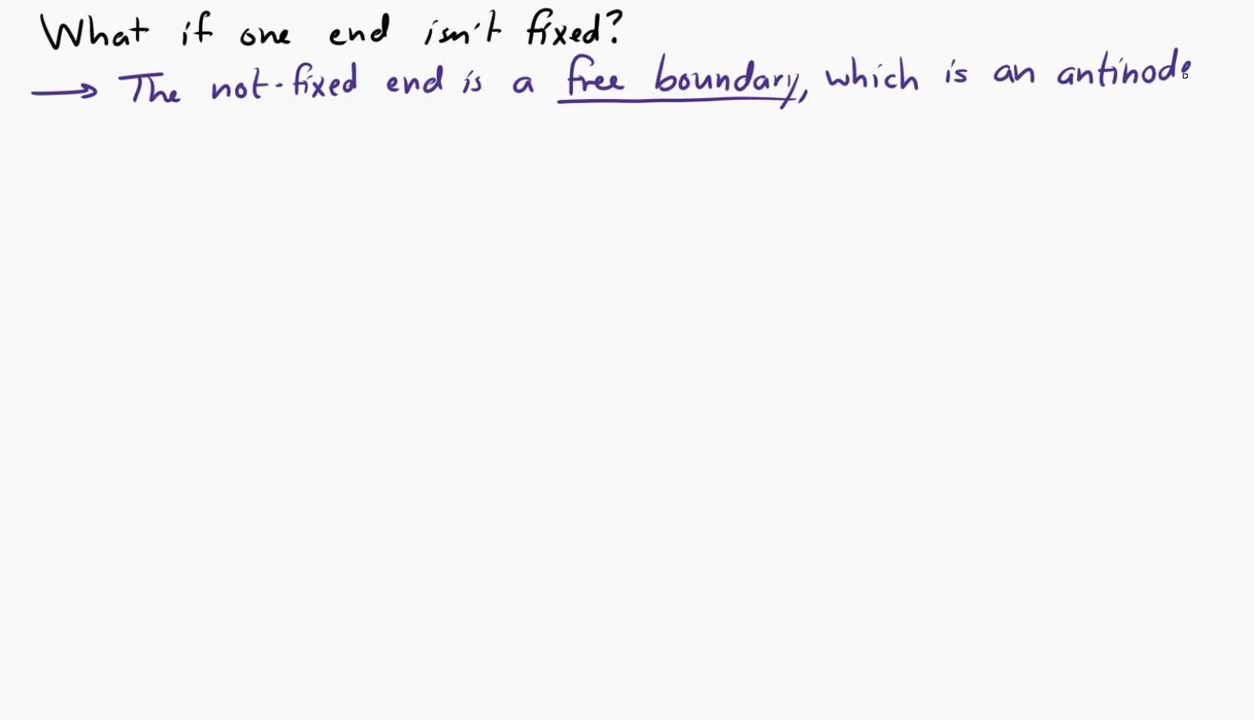 What if one end isn't fixed?
→ The not-fixed end is a free boundary, which is an antinode